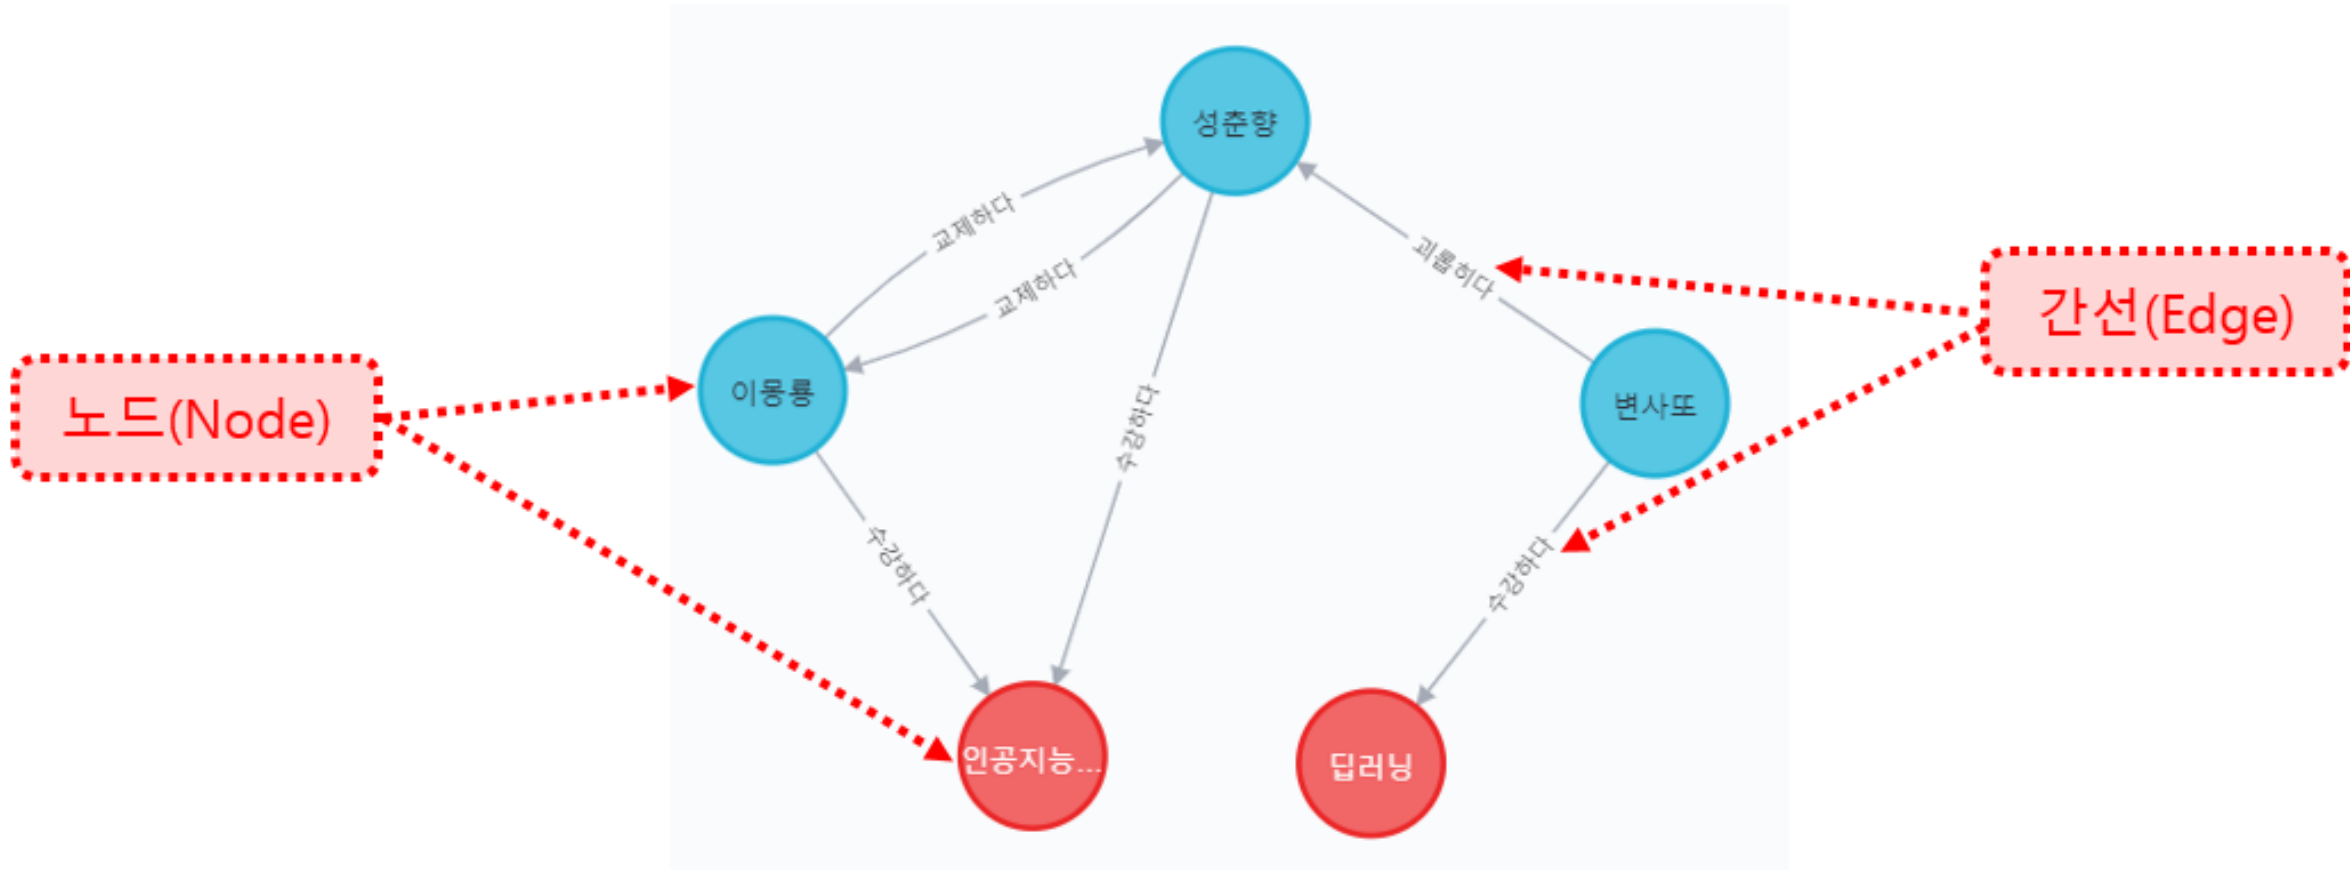 성춘향
교제하다
교제하다
괴롭히다
간선(Edge)
노드(Node)
이몽룡
수강하다
변사또
수강하다
수강하다
인공지능...
딥러닝